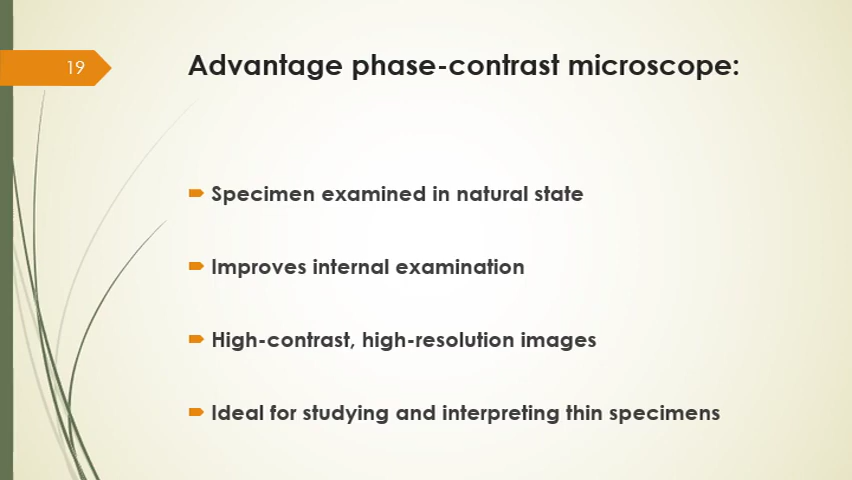 19
Advantage phase-contrast microscope:
Specimen examined in natural state
Improves internal examination
High-contrast, high-resolution images
Ideal for studying and interpreting thin specimens